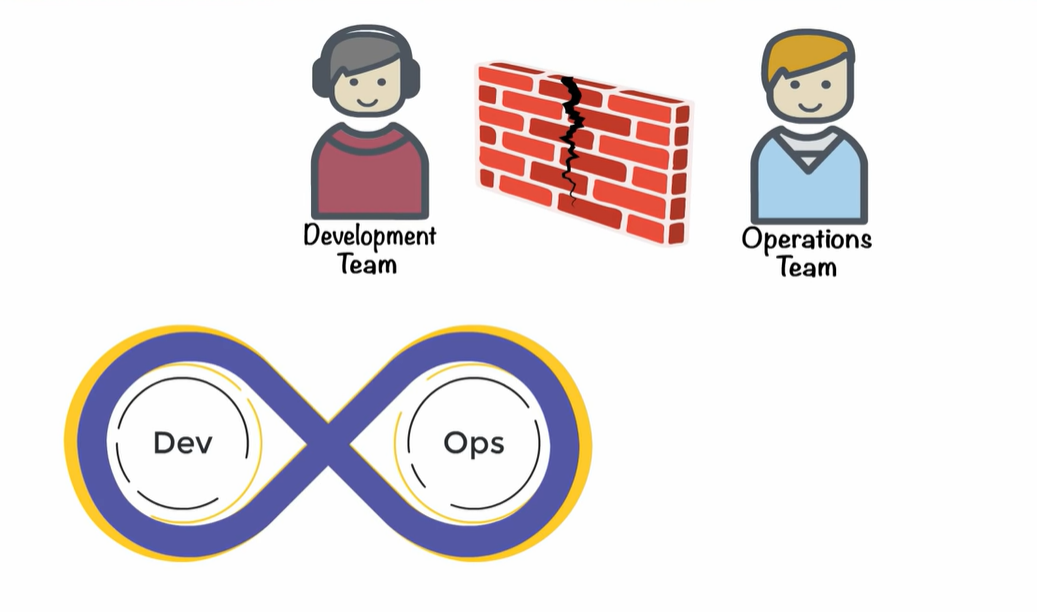 Development
Team
Operations
Team
Dev
Ops